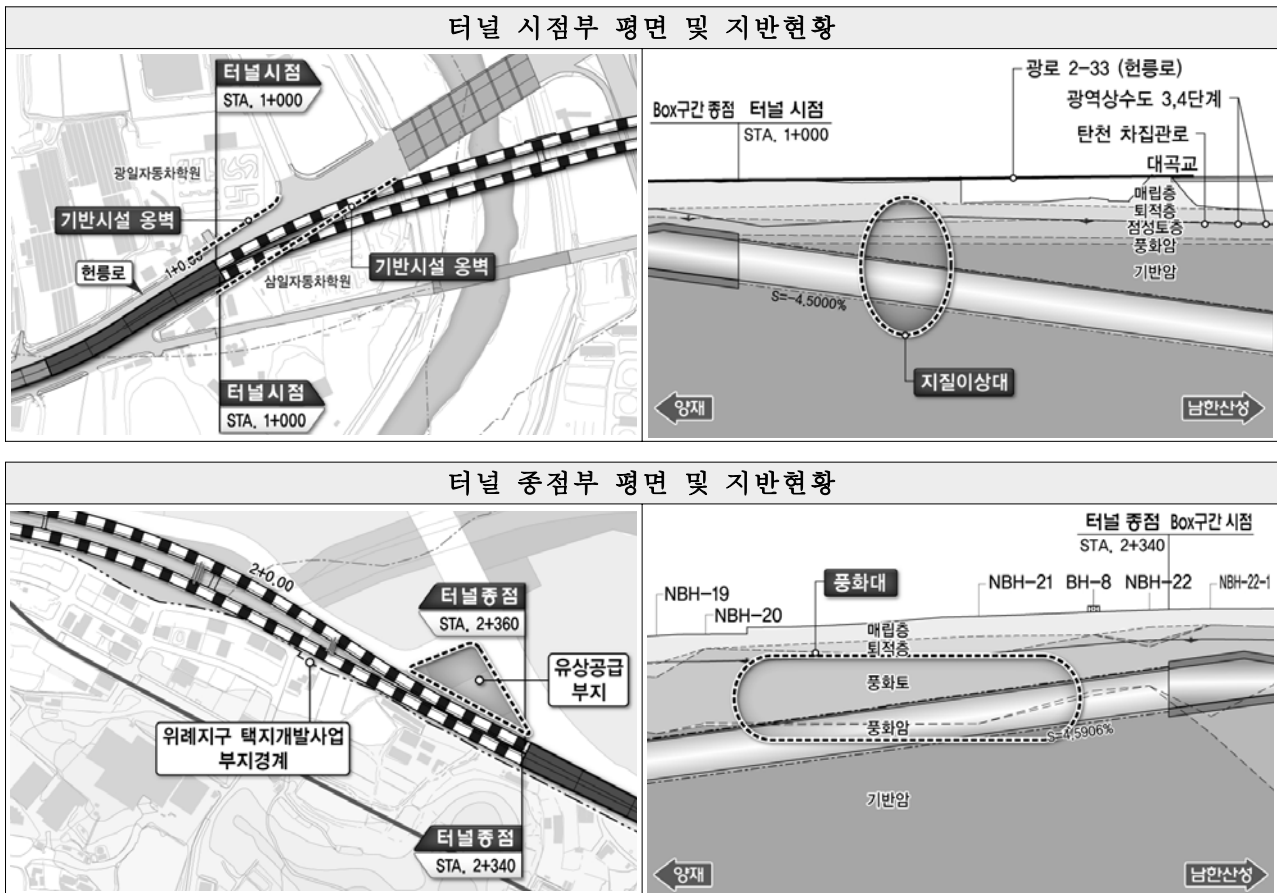 터널 시점부 평면 및 지반현황
터널시점
STA. 1+000
광일자동차학원
기반시설 옹벽
헌릉로
기반시설 옹벽
삼일자동차학원
터널시점
STA. 1+000
광로 2-33 (헌릉로)
Box구간 종점 터널 시점
STA. 1+000
광역상수도 3,4단계
탄천 차집관로
대곡교
매립층
퇴적층
점성토층
풍화암
기반암
S=-4.5000%
지질이상대
양재
남한산성
터널 종점부 평면 및 지반현황
2+0.00
터널종점
STA. 2+360
유상공급
부지
위례지구 택지개발사업
부지경계
터널종점
STA. 2+340
터널 종점 Box구간 시점
STA. 2+340
풍화대
NBH-19
NBH-20
NBH-21
BH-8
NBH-22
NBH-22-1
매립층
퇴적층
풍화토
풍화암
S=4.5906%
기반암
양재
남한산성